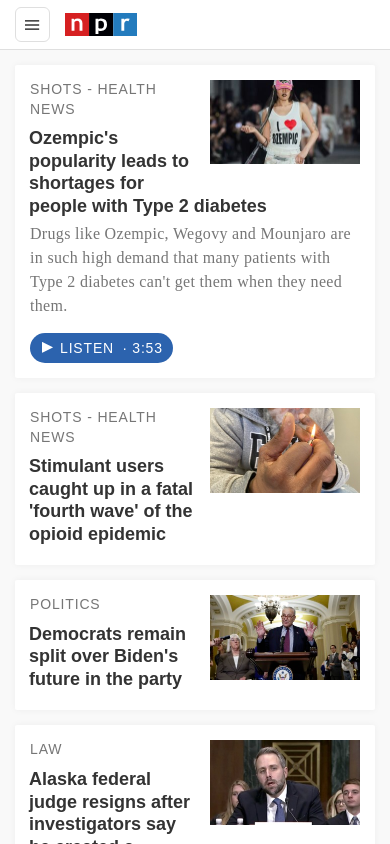 npr
SHOTS - HEALTH
NEWS
Ozempic's
popularity leads to
shortages for
people with Type 2 diabetes
I ❤ OZEMPIC
Drugs like Ozempic, Wegovy and Mounjaro are
in such high demand that many patients with
Type 2 diabetes can't get them when they need
them.
LISTEN · 3:53
SHOTS - HEALTH
NEWS
Stimulant users
caught up in a fatal
'fourth wave' of the
opioid epidemic
POLITICS
Democrats remain
split over Biden's
future in the party
LAW
Alaska federal
judge resigns after
investigators say
he created a